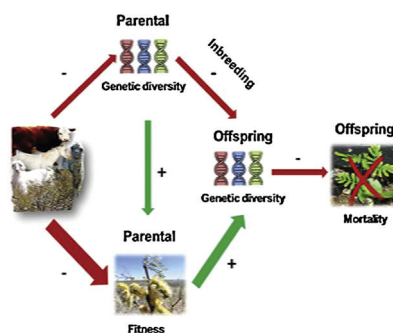 Parental
-
Genetic diversity
-
Inbreeding
Offspring
Genetic diversity
-
Offspring
Mortality
+
-
Parental
Fitness
+